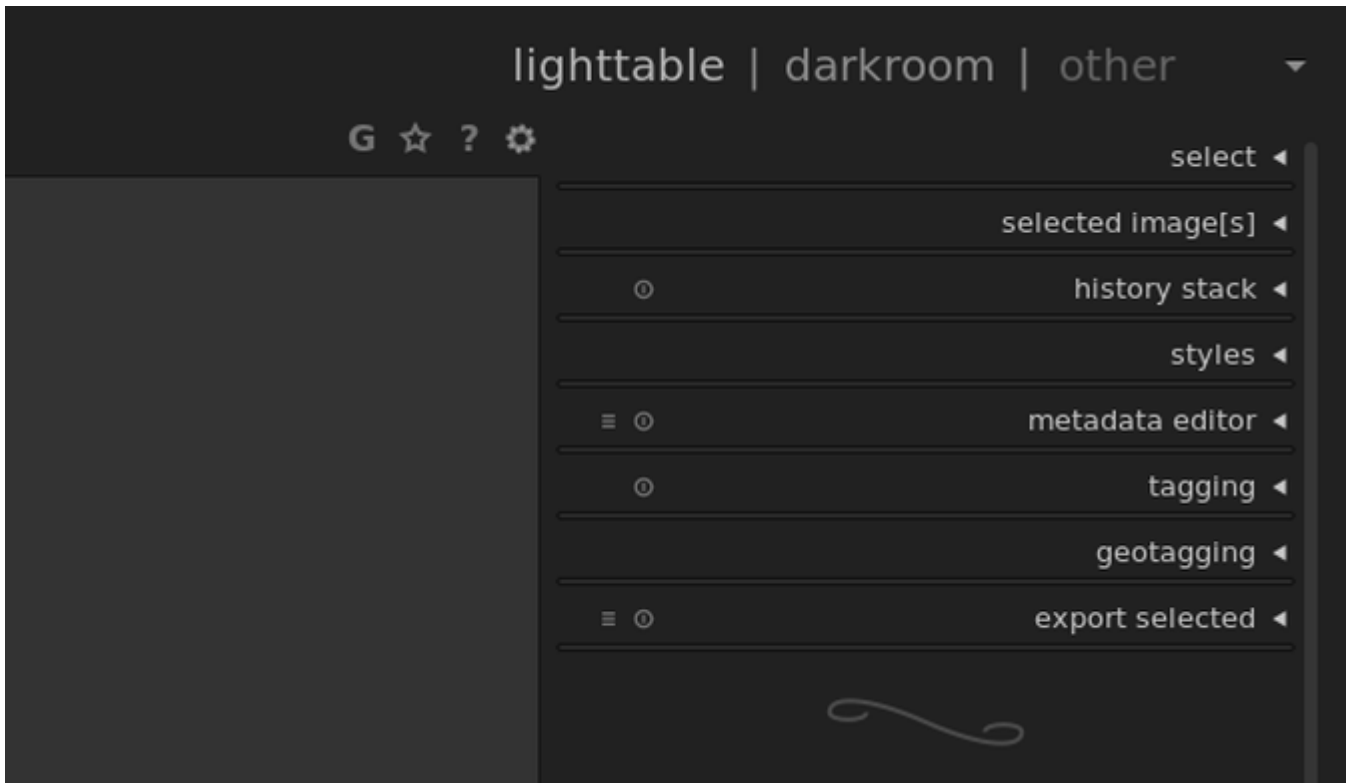 lighttable | darkroom | other
G ?
select
selected image[s]
history stack
styles
metadata editor
tagging
geotagging
export selected